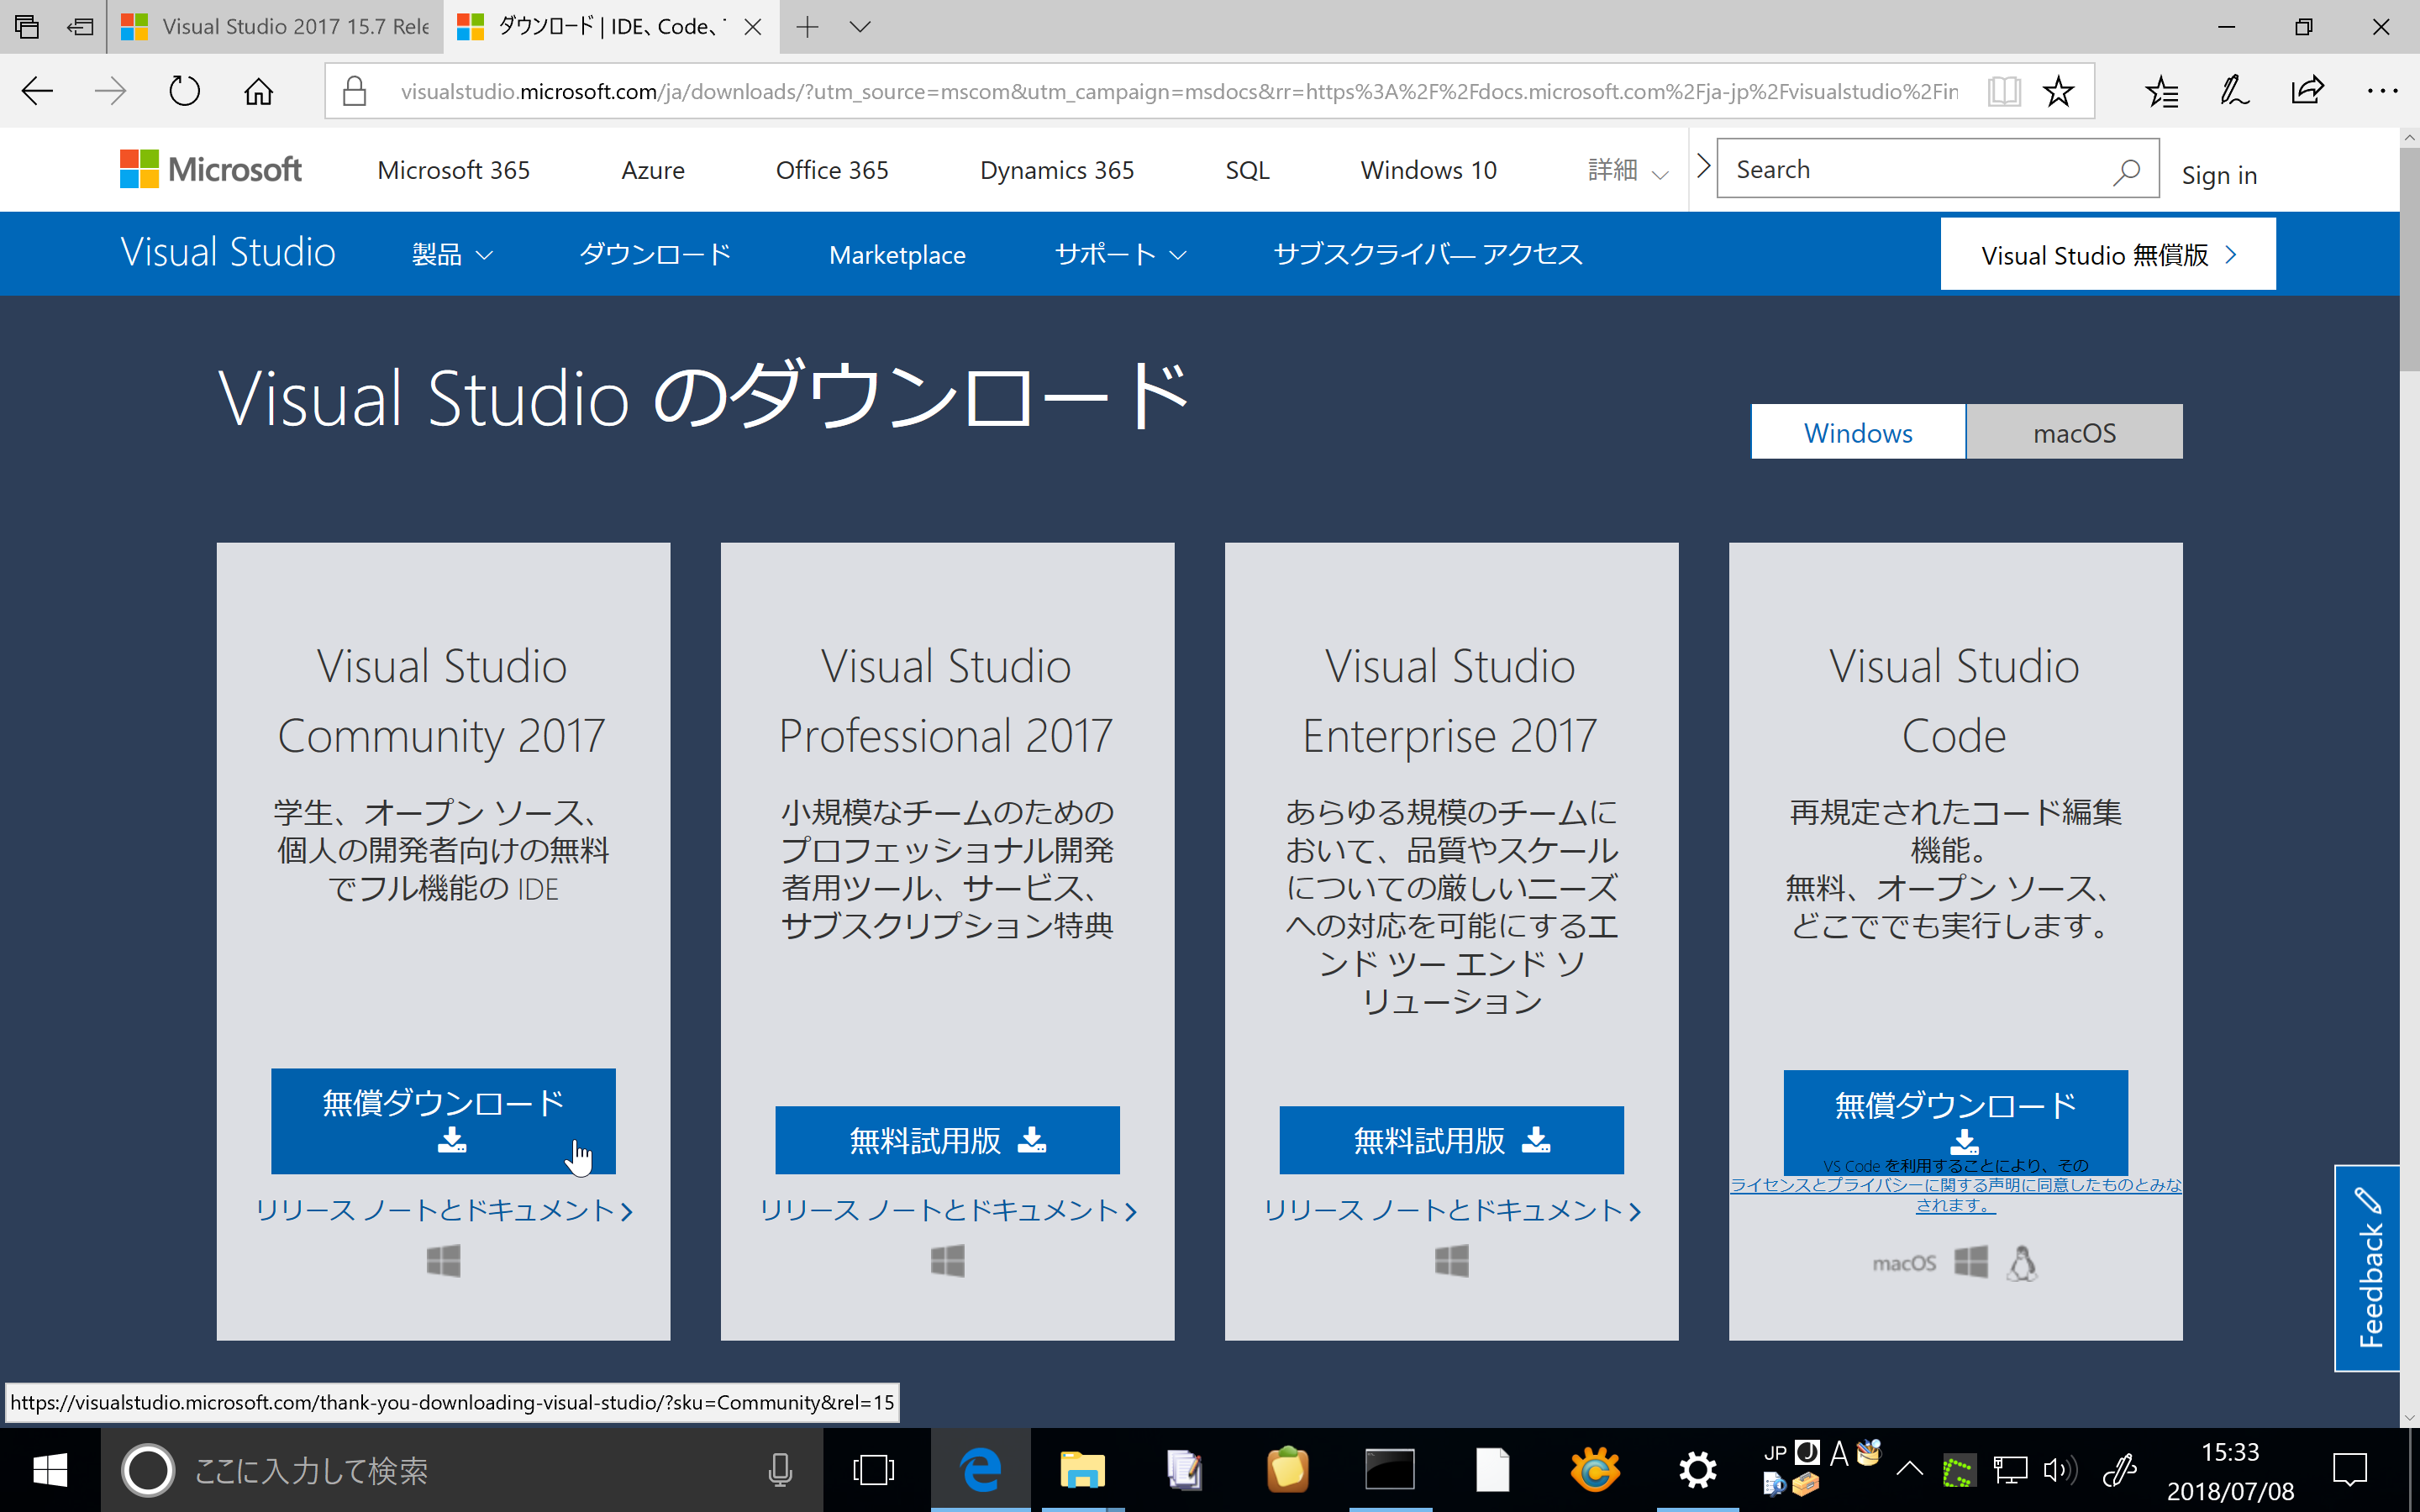 Visual Studio 2017 15.7 Rele
ダウンロード | IDE、Code、
visualstudio.microsoft.com/ja/downloads/?utm_source=mscom&utm_campaign=msdocs&rr=https%3A%2F%2Fdocs.microsoft.com%2Fja-jp%2Fvisualstudio%2Fin
Microsoft
Microsoft 365
Azure
Office 365
Dynamics 365
SQL
Windows 10
詳細
Search
Sign in
Visual Studio
製品
ダウンロード
Marketplace
サポート
サブスクライバー アクセス
Visual Studio 無償版
Visual Studio のダウンロード
Windows
macOS
Visual Studio
Community 2017
学生、オープン ソース、
個人の開発者向けの無料
でフル機能の IDE
無償ダウンロード
リリース ノートとドキュメント
Visual Studio
Professional 2017
小規模なチームのための
プロフェッショナル開発
者用ツール、サービス、
サブスクリプション特典
無料試用版
リリース ノートとドキュメント
Visual Studio
Enterprise 2017
あらゆる規模のチームに
おいて、品質やスケール
についての厳しいニーズ
への対応を可能にするエ
ンド ツー エンド ソ
リューション
無料試用版
リリース ノートとドキュメント
Visual Studio
Code
再規定されたコード編集
機能。
無料、オープン ソース、
どこででも実行します。
無償ダウンロード
VS Code を利用することにより、その
ライセンスとプライバシーに関する声明に同意したものとみな
されます。
macOS
Feedback
https://visualstudio.microsoft.com/thank-you-downloading-visual-studio/?sku=Community&rel=15
ここに入力して検索
JP
A
15:33
2018/07/08